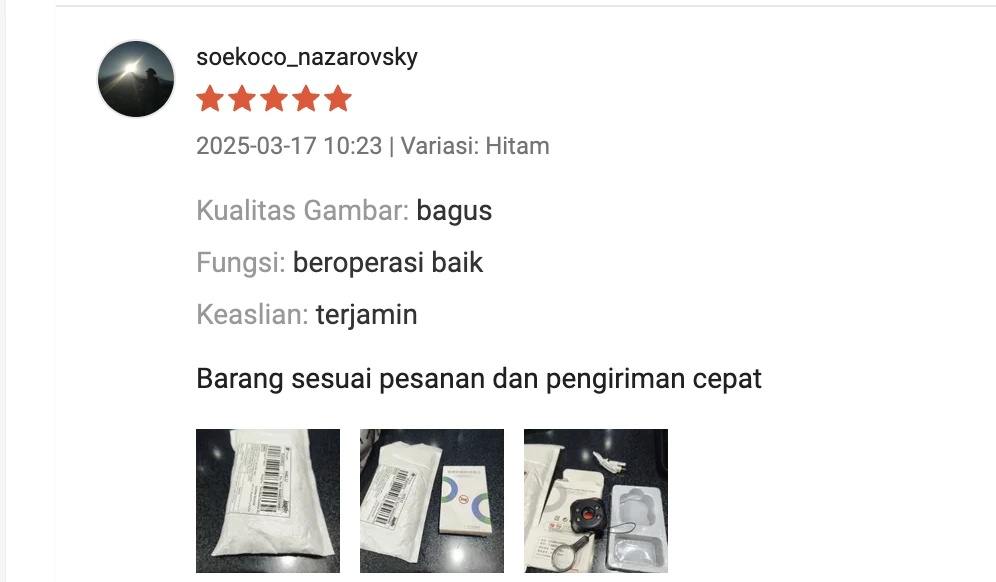 soekoco_nazarovsky
2025-03-17 10:23 | Variasi: Hitam
Kualitas Gambar: bagus
Fungsi: beroperasi baik
Keaslian: terjamin
Barang sesuai pesanan dan pengiriman cepat